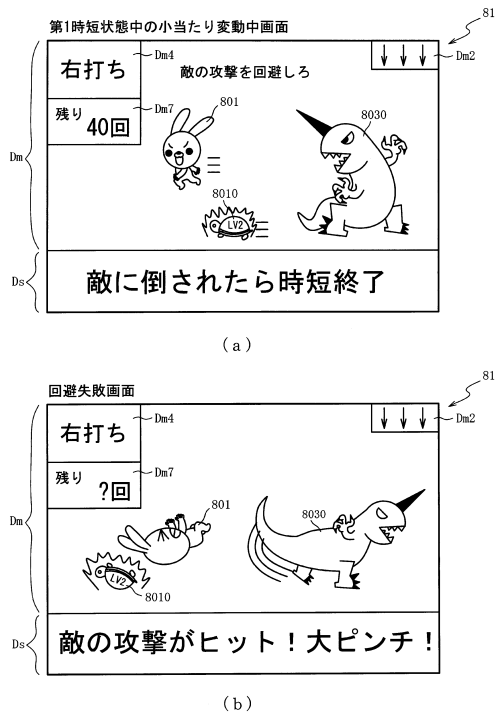 第1時短状態中の小当たり変動中画面
81
右打ち
Dm4
敵の攻撃を回避しろ
Dm2
残り
40回
Dm7
801
8030
Dm
8010
LV2
Ds
敵に倒されたら時短終了
(a)
回避失敗画面
81
右打ち
Dm4
Dm2
残り
?回
Dm7
801
8030
Dm
LV2
8010
Ds
敵の攻撃がヒット!大ピンチ!
(b)